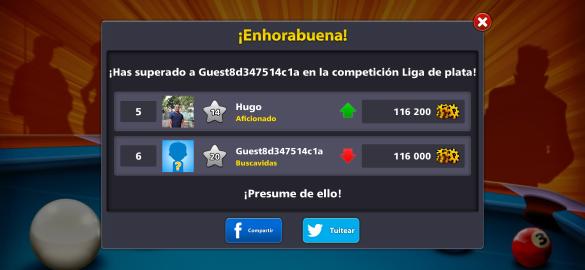 ¡Enhorabuena!
¡Has superado a Guest8d347514c1a en la competición Liga de plata!
5 14 Hugo 116 200
Aficionado
6 20 Guest8d347514c1a 116 000
Buscavidas
¡Presume de ello!
f Compartir Tuitear
3